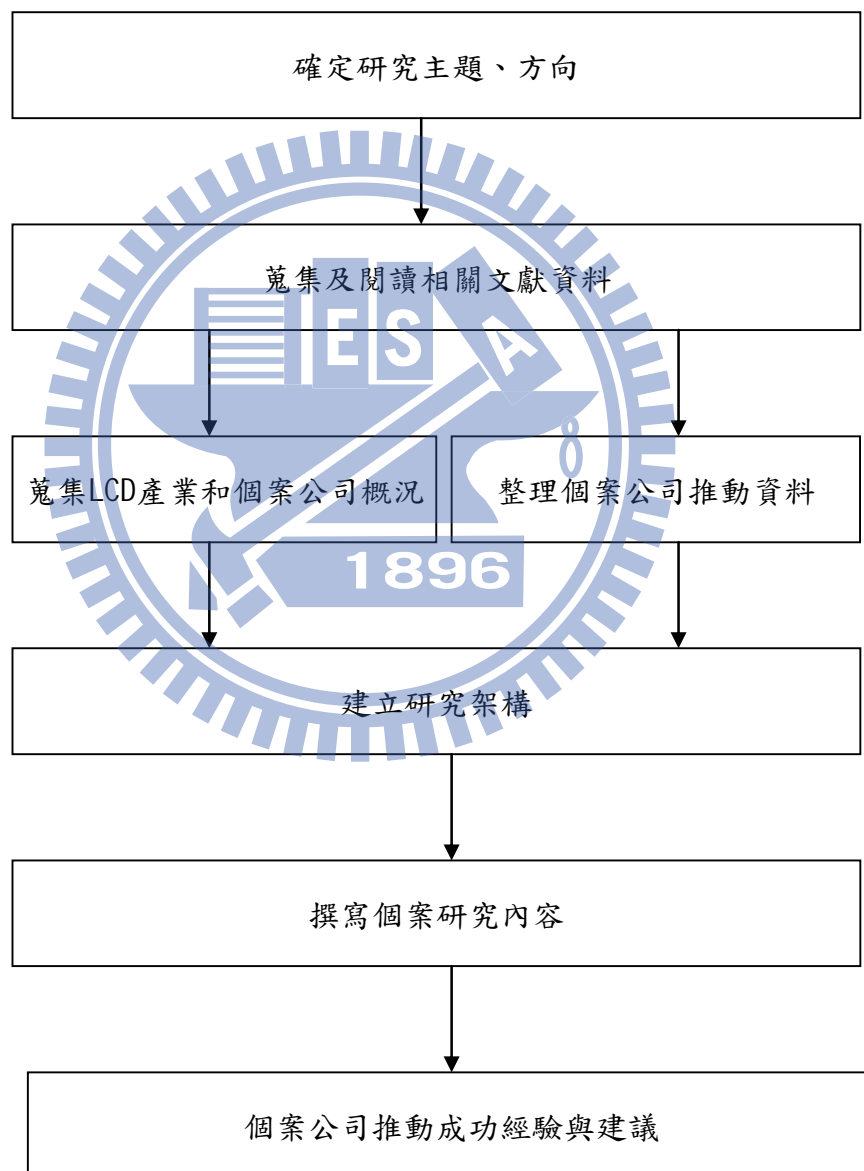 確定研究主題、方向
蒐集及閱讀相關文獻資料
E S A
蒐集LCD產業和個案公司概況
整理個案公司推動資料
8
1896
建立研究架構
撰寫個案研究內容
個案公司推動成功經驗與建議